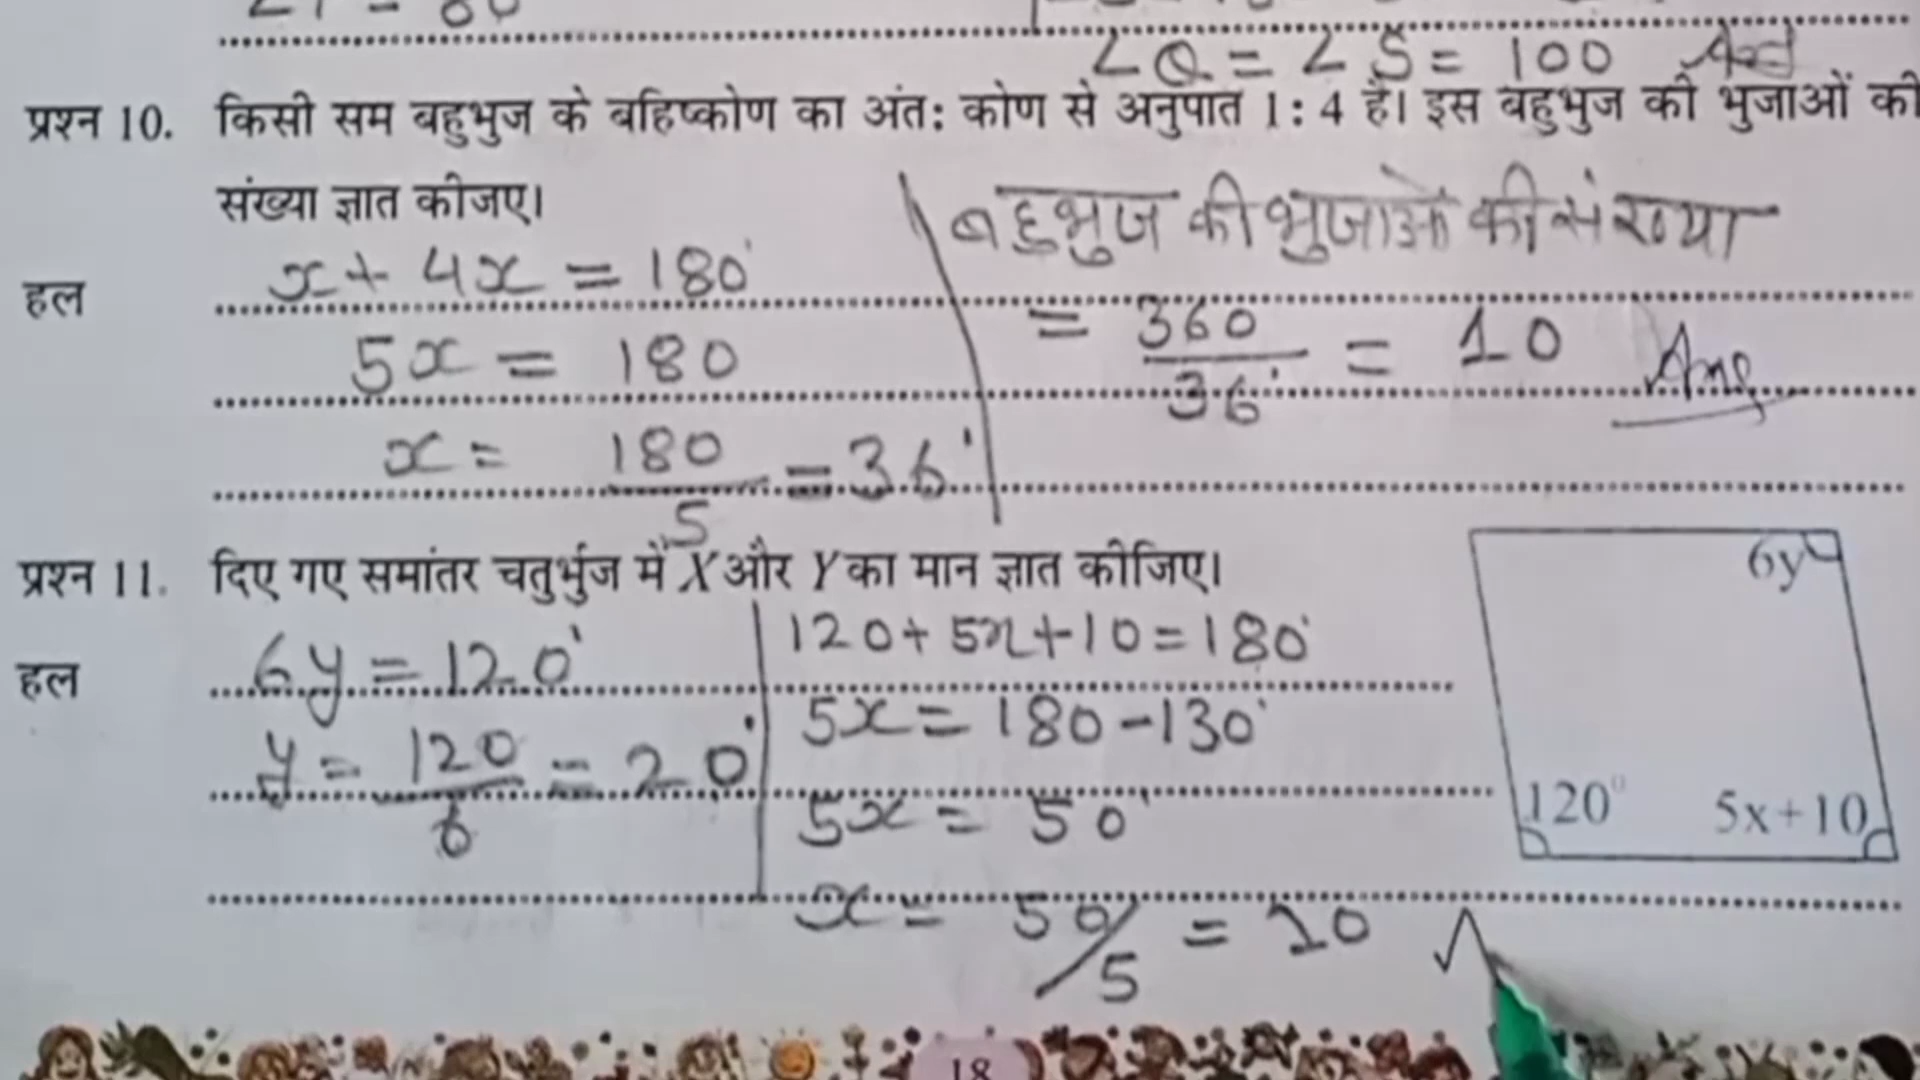 ∠Q = ∠S = 100 Ans
प्रश्न 10. किसी सम बहुभुज के बहिष्कोण का अंत: कोण से अनुपात 1 : 4 है। इस बहुभुज की भुजाओं की
संख्या ज्ञात कीजिए।
हल
x + 4x = 180°
5x = 180
x = 180/5 = 36°
बहुभुज की भुजाओं की संख्या
= 360/36° = 10 Ans
प्रश्न 11. दिए गए समांतर चतुर्भुज में X और Y का मान ज्ञात कीजिए।
हल
6y = 120°
y = 120/6 = 20°
120 + 5x + 10 = 180°
5x = 180 - 130°
5x = 50°
x = 50/5 = 10
6y
120°
5x+10
18